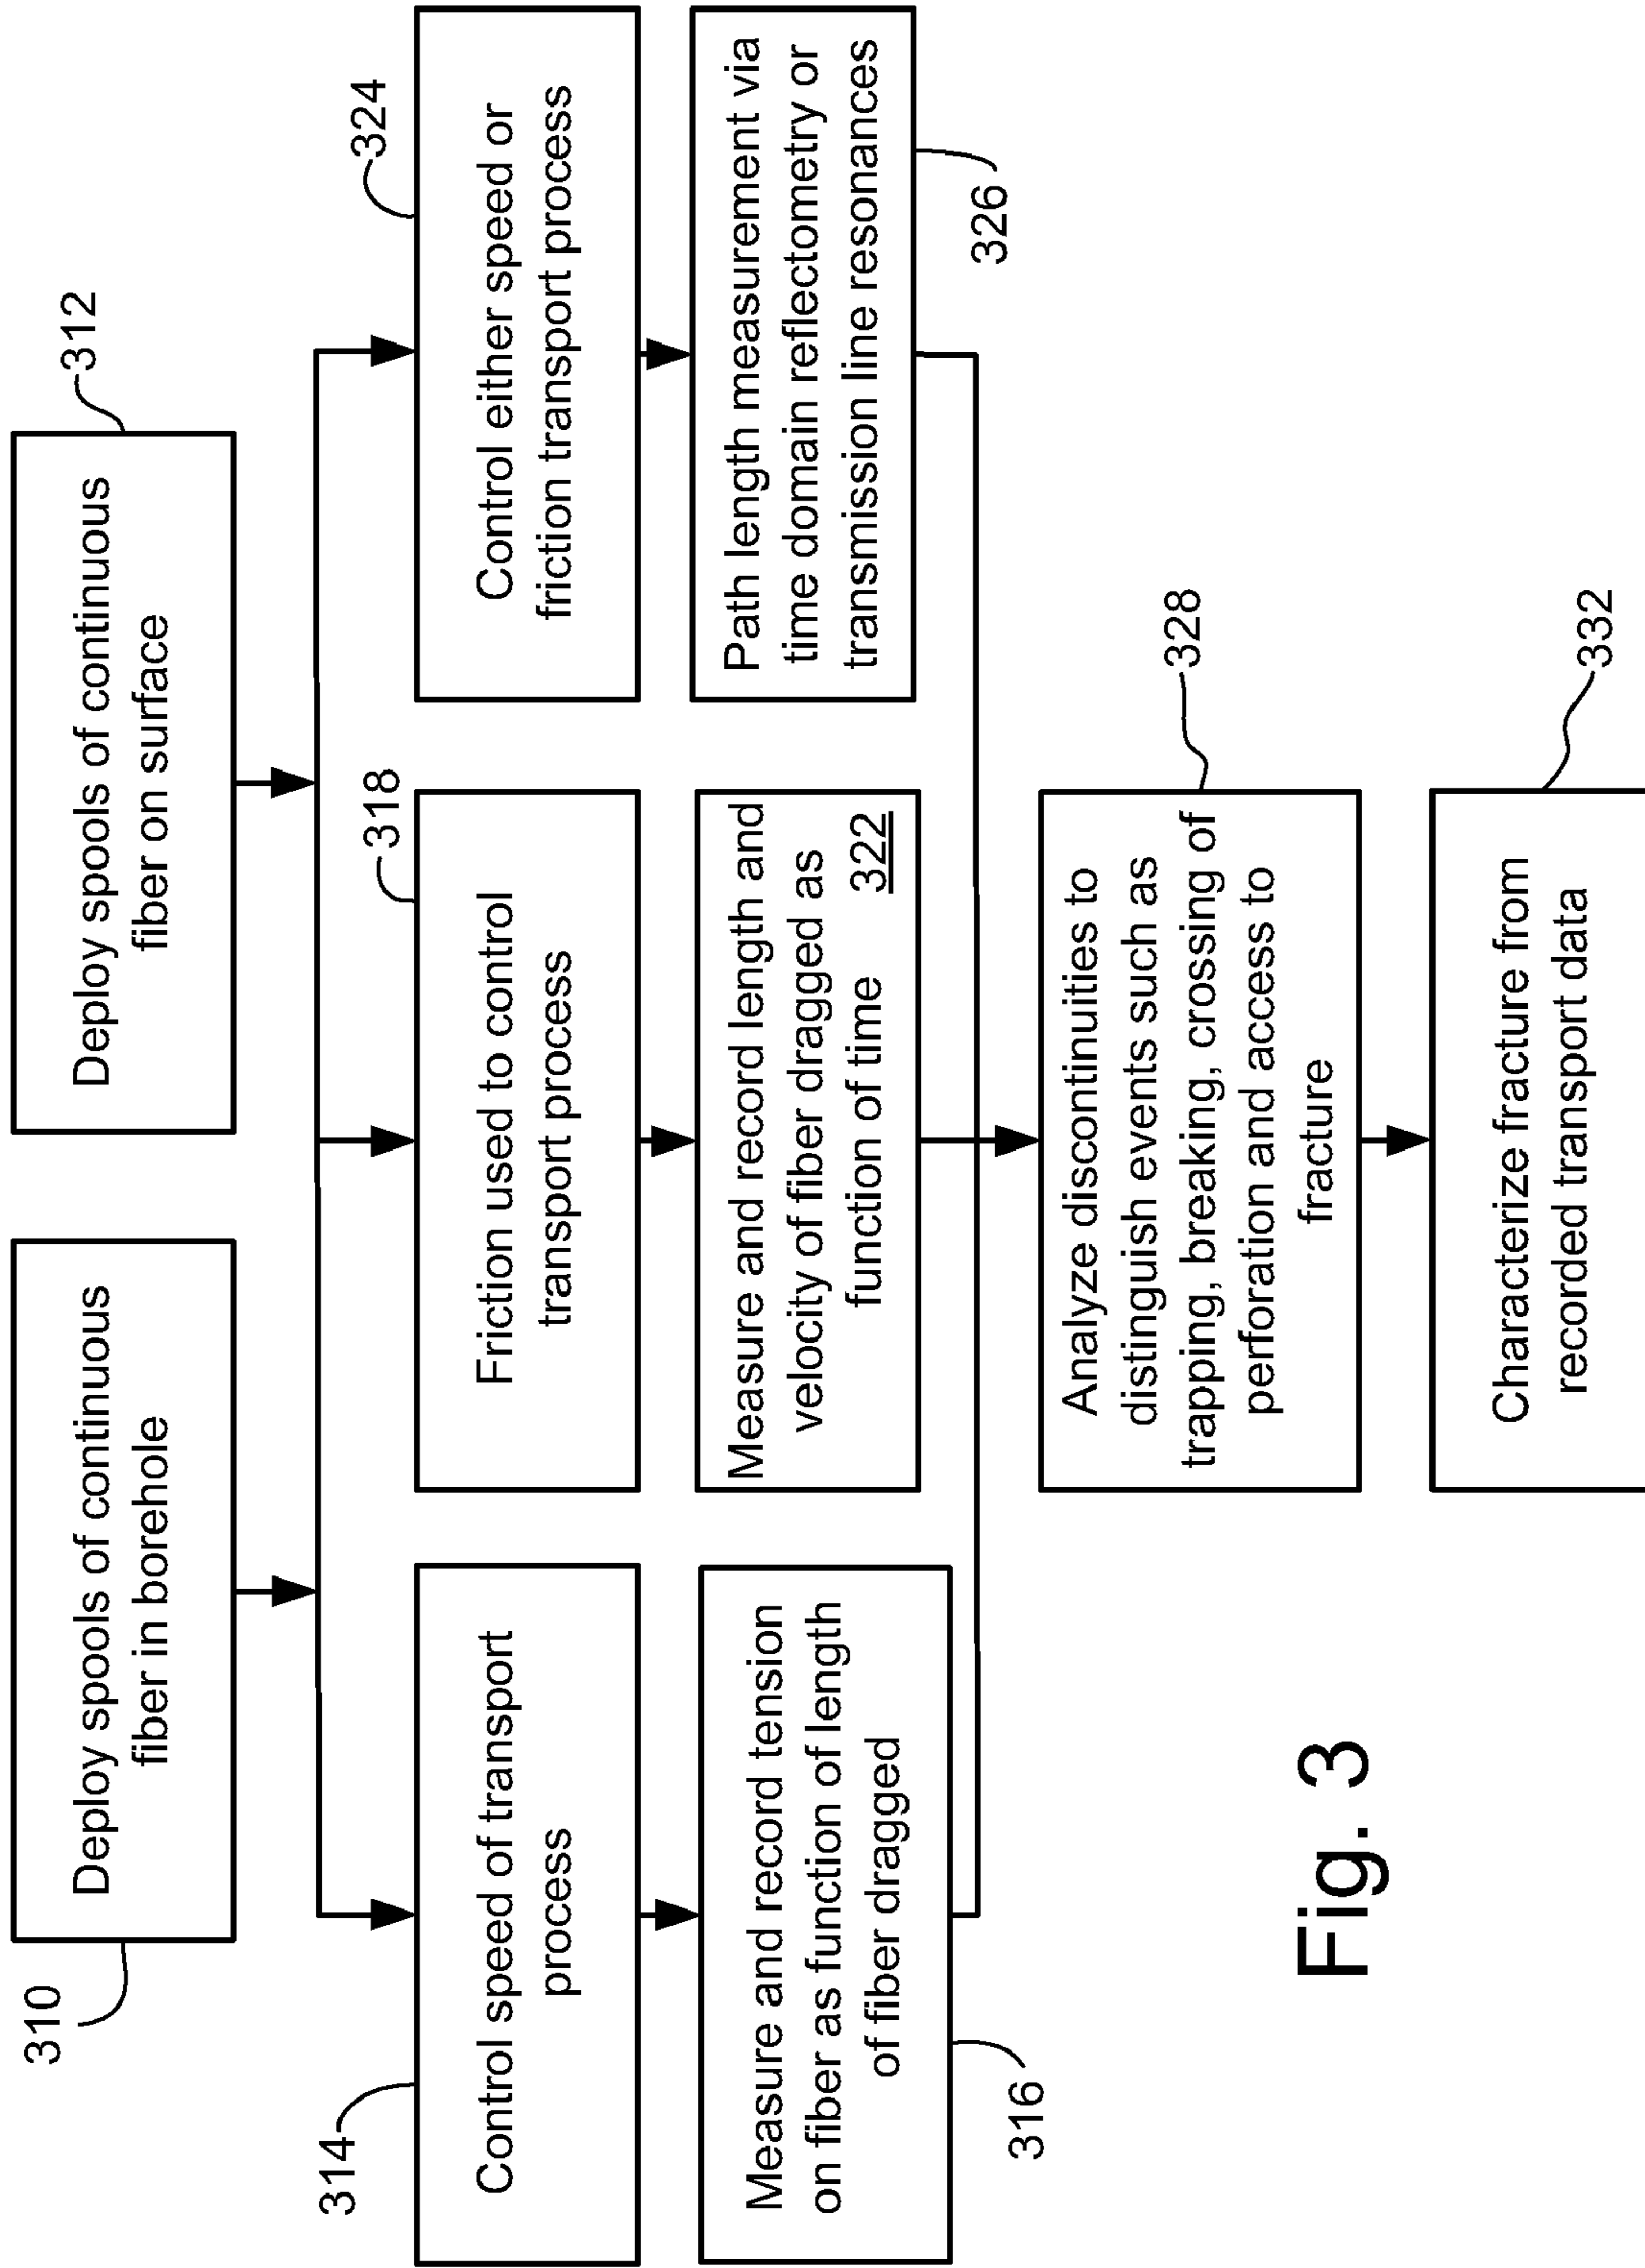 310
Deploy spools of continuous
fiber in borehole
Deploy spools of continuous
fiber on surface
312
314
Control speed of transport
process
Friction used to control
transport process
318
Control either speed or
friction transport process
324
Measure and record tension
on fiber as function of length
of fiber dragged
316
Measure and record length and
velocity of fiber dragged as
function of time
322
Path length measurement via
time domain reflectometry or
transmission line resonances
326
Analyze discontinuities to
distinguish events such as
trapping, breaking, crossing of
perforation and access to
fracture
328
Characterize fracture from
recorded transport data
332
Fig. 3